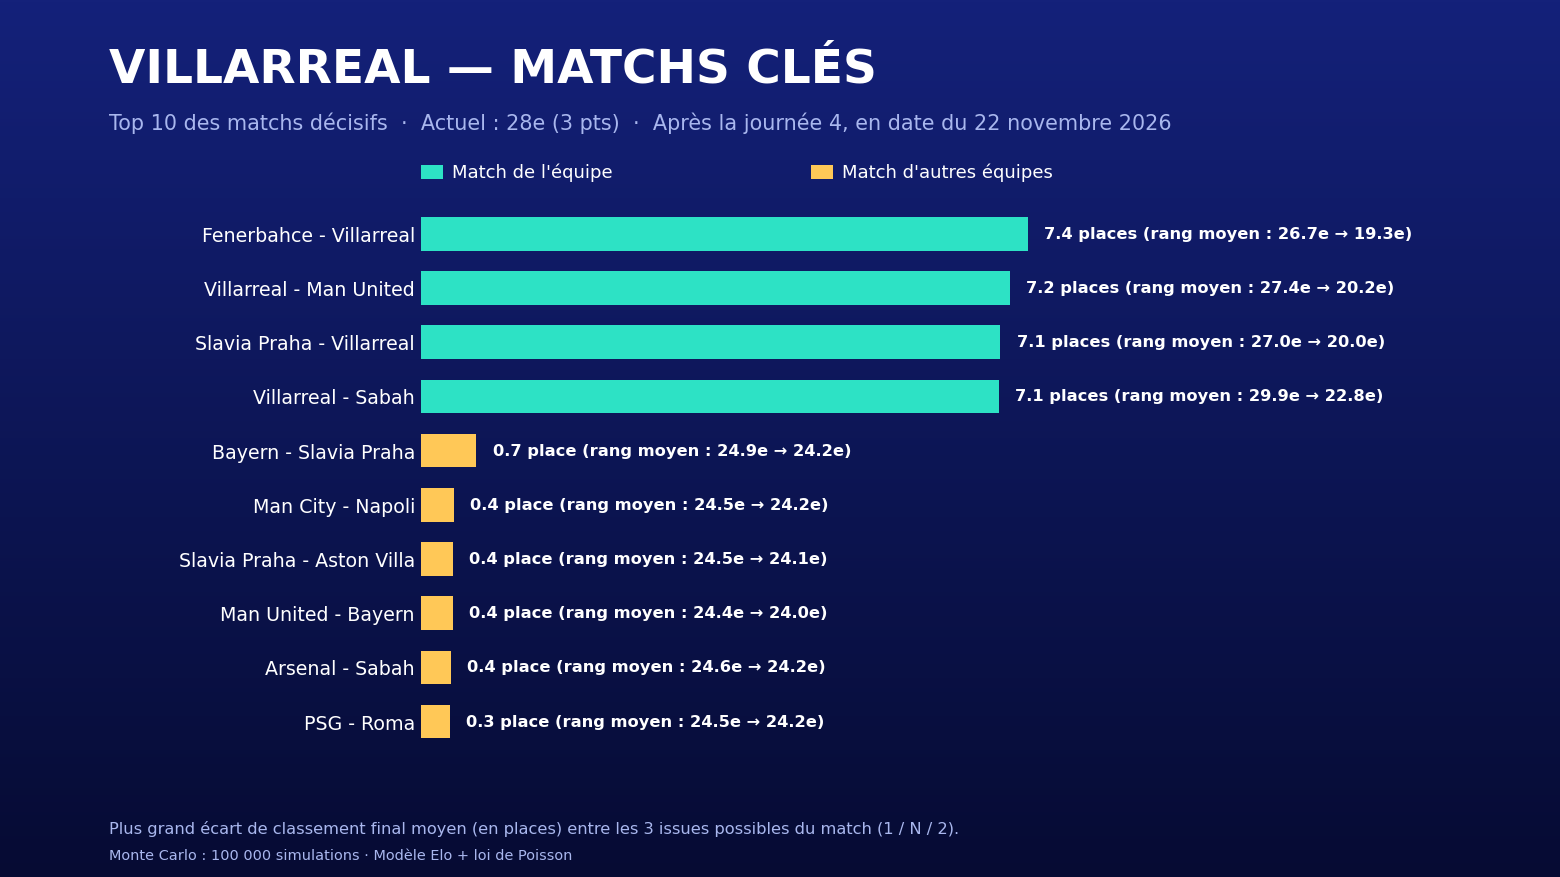 VILLARREAL — MATCHS CLÉS
Top 10 des matchs décisifs · Actuel : 28e (3 pts) · Après la journée 4, en date du 22 novembre 2026
Match de l'équipe
Match d'autres équipes
Fenerbahce - Villarreal 7.4 places (rang moyen : 26.7e → 19.3e)
Villarreal - Man United 7.2 places (rang moyen : 27.4e → 20.2e)
Slavia Praha - Villarreal 7.1 places (rang moyen : 27.0e → 20.0e)
Villarreal - Sabah 7.1 places (rang moyen : 29.9e → 22.8e)
Bayern - Slavia Praha 0.7 place (rang moyen : 24.9e → 24.2e)
Man City - Napoli 0.4 place (rang moyen : 24.5e → 24.2e)
Slavia Praha - Aston Villa 0.4 place (rang moyen : 24.5e → 24.1e)
Man United - Bayern 0.4 place (rang moyen : 24.4e → 24.0e)
Arsenal - Sabah 0.4 place (rang moyen : 24.6e → 24.2e)
PSG - Roma 0.3 place (rang moyen : 24.5e → 24.2e)
Plus grand écart de classement final moyen (en places) entre les 3 issues possibles du match (1 / N / 2).
Monte Carlo : 100 000 simulations · Modèle Elo + loi de Poisson